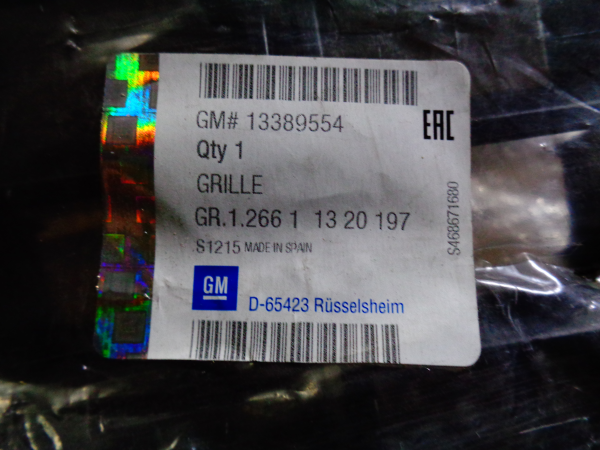 GM# 13389554
EAC
Qty 1
GRILLE
GR.1.266 1 13 20 197
S1215 MADE IN SPAIN
S468671680
GM
D-65423 Rüsselsheim